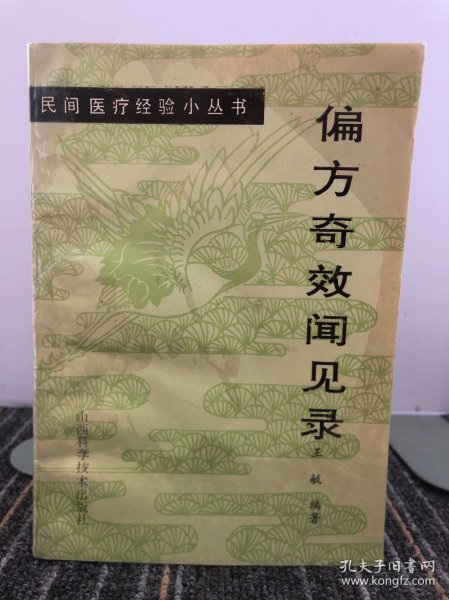 民间医疗经验小丛书
偏方奇效闻见录
王敏 编著
山西科学技术出版社
孔夫子旧书网
www.kongfz.com